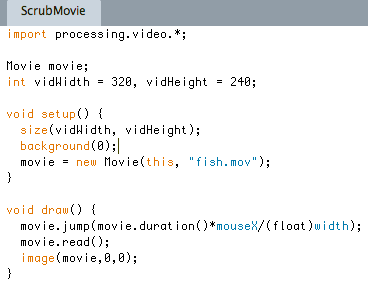 ScrubMovie
import processing.video.*;
Movie movie;
int vidWidth = 320, vidHeight = 240;
void setup() {
  size(vidWidth, vidHeight);
  background(0);
  movie = new Movie(this, "fish.mov");
}
void draw() {
  movie.jump(movie.duration()*mouseX/(float)width);
  movie.read();
  image(movie,0,0);
}